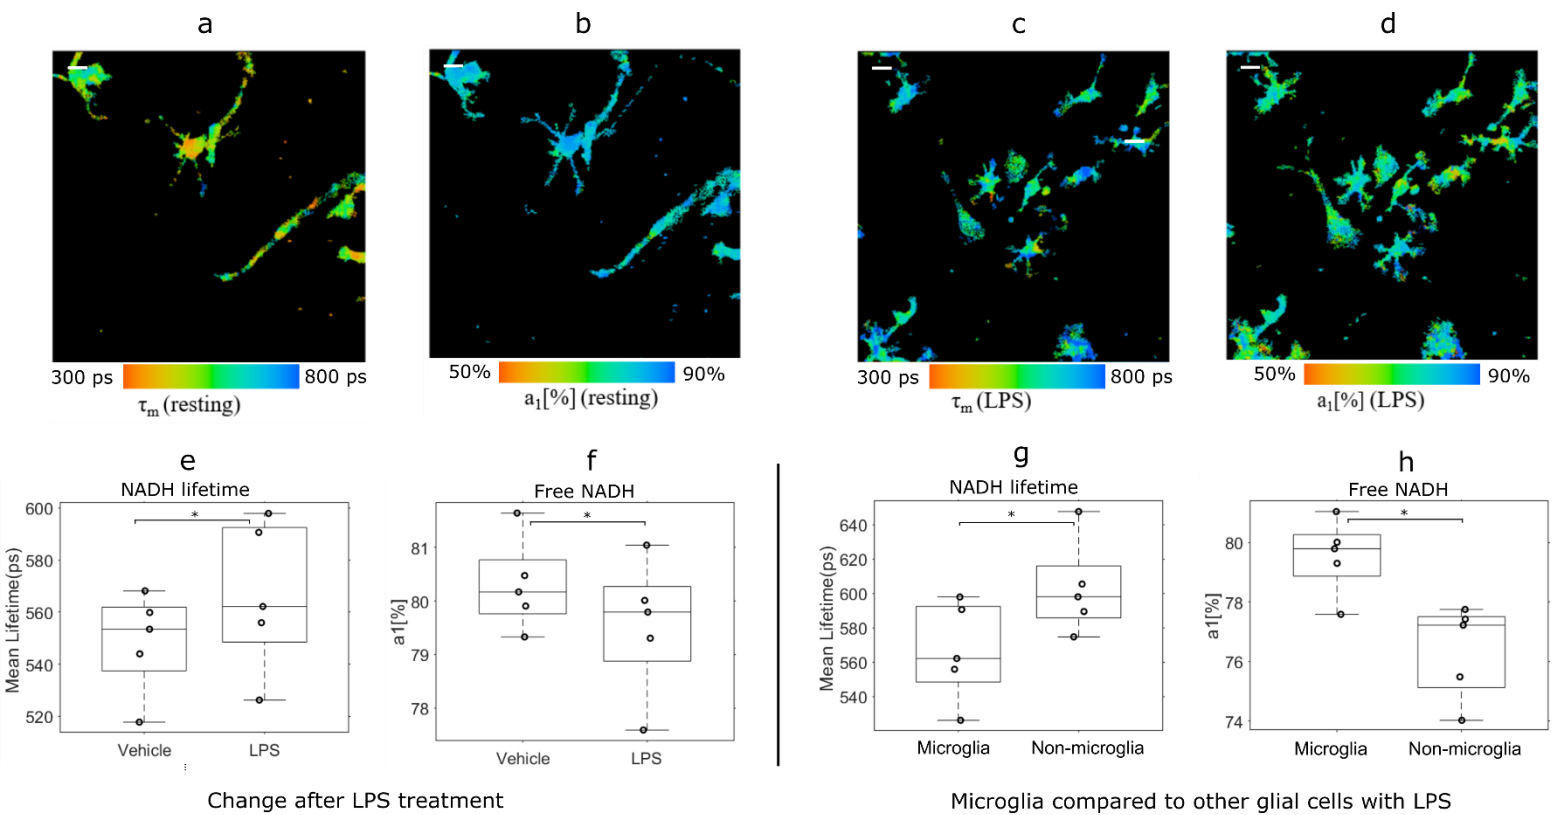 a
b
c
d
300 ps
800 ps
τm (resting)
50%
90%
a1[%] (resting)
300 ps
800 ps
τm (LPS)
50%
90%
a1[%] (LPS)
e
NADH lifetime
Mean Lifetime(ps)
600
580
560
540
520
*
Vehicle
LPS
f
Free NADH
a1[%]
81
80
79
78
*
Vehicle
LPS
Change after LPS treatment
g
NADH lifetime
Mean Lifetime(ps)
640
620
600
580
560
540
*
Microglia
Non-microglia
h
Free NADH
a1[%]
80
78
76
74
*
Microglia
Non-microglia
Microglia compared to other glial cells with LPS